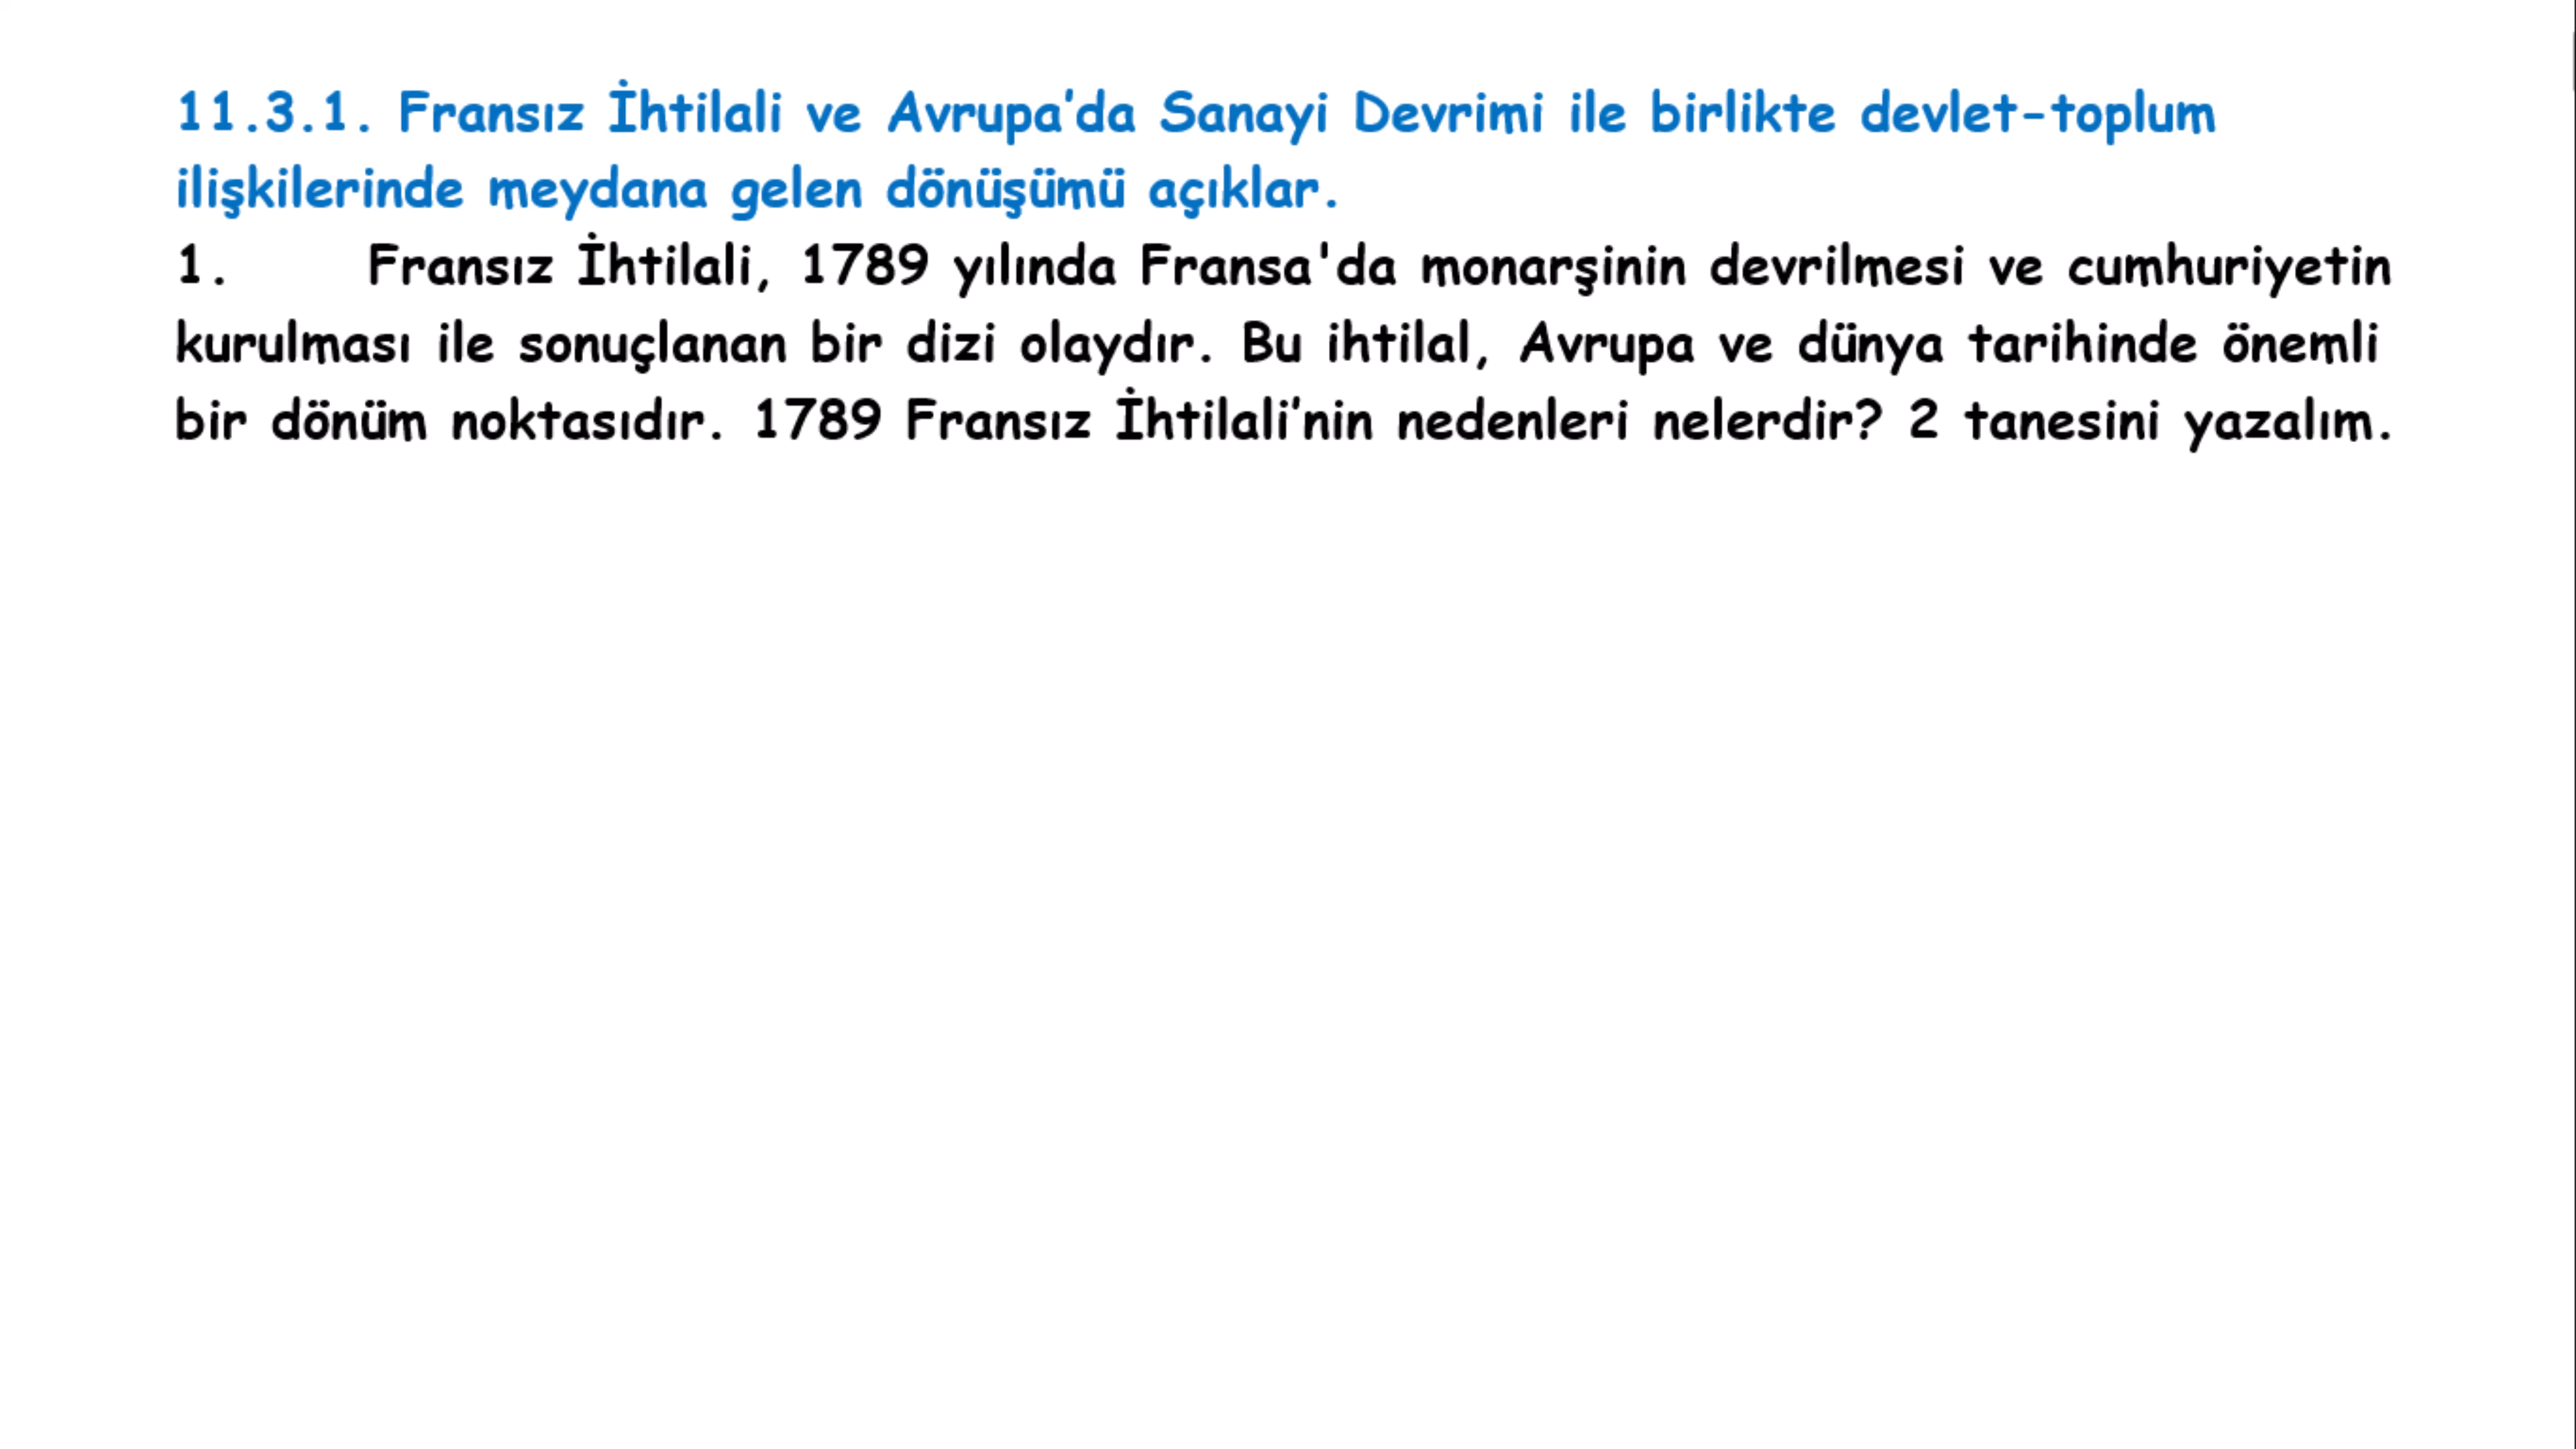 11.3.1. Fransız İhtilali ve Avrupa’da Sanayi Devrimi ile birlikte devlet-toplum
ilişkilerinde meydana gelen dönüşümü açıklar.
1. Fransız İhtilali, 1789 yılında Fransa'da monarşinin devrilmesi ve cumhuriyetin
kurulması ile sonuçlanan bir dizi olaydır. Bu ihtilal, Avrupa ve dünya tarihinde önemli
bir dönüm noktasıdır. 1789 Fransız İhtilali’nin nedenleri nelerdir? 2 tanesini yazalım.